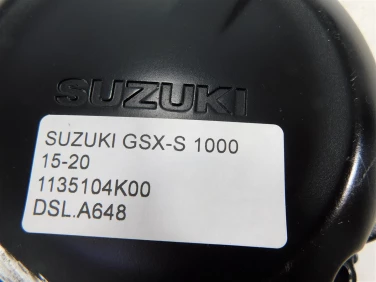 SUZUKI
SUZUKI GSX-S 1000
15-20
1135104K00
DSL.A648